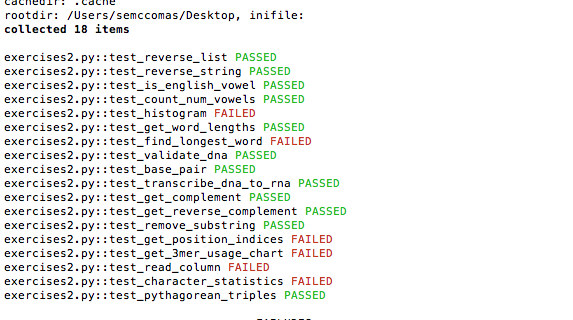 cachedir: .cache
rootdir: /Users/semccomas/Desktop, inifile:
collected 18 items
exercises2.py::test_reverse_list PASSED
exercises2.py::test_reverse_string PASSED
exercises2.py::test_is_english_vowel PASSED
exercises2.py::test_count_num_vowels PASSED
exercises2.py::test_histogram FAILED
exercises2.py::test_get_word_lengths PASSED
exercises2.py::test_find_longest_word FAILED
exercises2.py::test_validate_dna PASSED
exercises2.py::test_base_pair PASSED
exercises2.py::test_transcribe_dna_to_rna PASSED
exercises2.py::test_get_complement PASSED
exercises2.py::test_get_reverse_complement PASSED
exercises2.py::test_remove_substring PASSED
exercises2.py::test_get_position_indices FAILED
exercises2.py::test_get_3mer_usage_chart FAILED
exercises2.py::test_read_column FAILED
exercises2.py::test_character_statistics FAILED
exercises2.py::test_pythagorean_triples PASSED